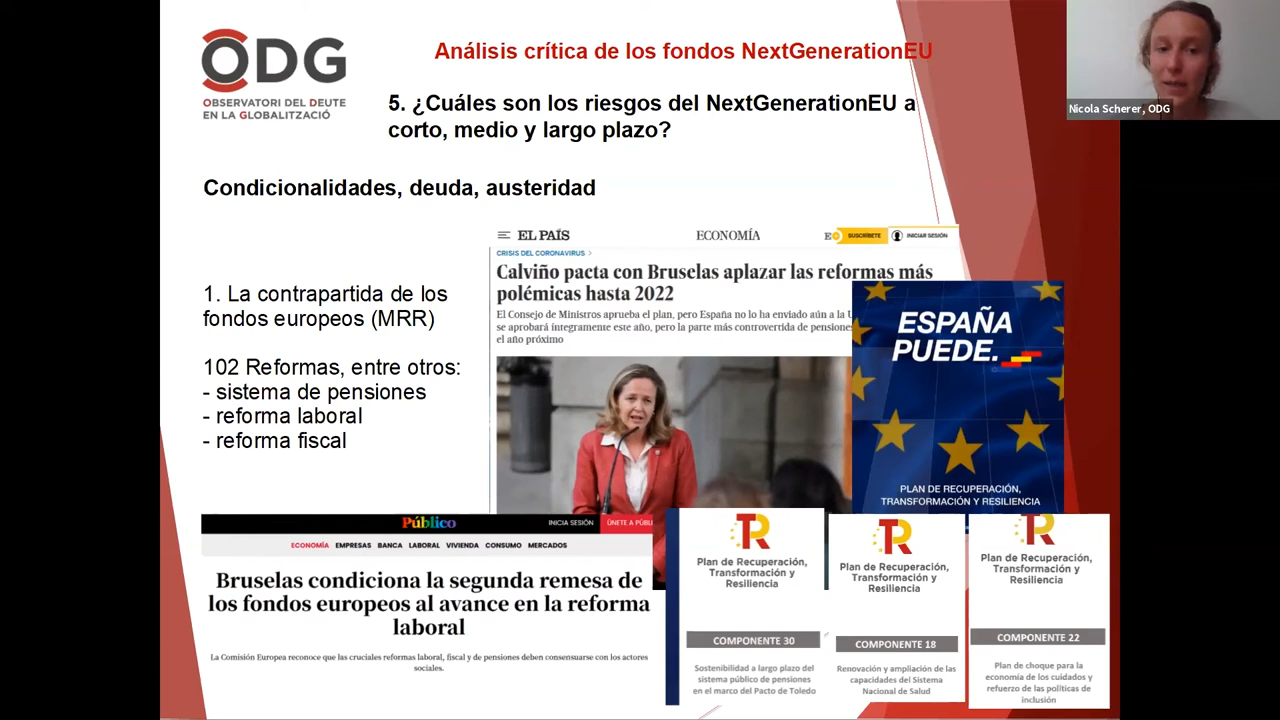 ODG
OBSERVATORI DEL DEUTE
EN LA GLOBALITZACIÓ
Análisis crítica de los fondos NextGenerationEU
5. ¿Cuáles son los riesgos del NextGenerationEU a
corto, medio y largo plazo?
Nicola Scherer, ODG
Condicionalidades, deuda, austeridad
1. La contrapartida de los
fondos europeos (MRR)
102 Reformas, entre otros:
- sistema de pensiones
- reforma laboral
- reforma fiscal
EL PAÍS
ECONOMÍA
SUSCRÍBETE
INICIAR SESIÓN
CRISIS DEL CORONAVIRUS
Calviño pacta con Bruselas aplazar las reformas más
polémicas hasta 2022
El Consejo de Ministros aprueba el plan, pero España no lo ha enviado aún a la
se aprobará íntegramente este año, pero la parte más controvertida de pensiones
el año próximo
ESPAÑA
PUEDE.
PLAN DE RECUPERACIÓN,
TRANSFORMACIÓN Y RESILIENCIA
Público
INICIA SESIÓN
ÚNETE A PÚBLI
ECONOMÍA EMPRESAS BANCA LABORAL VIVIENDA CONSUMO MERCADOS
Bruselas condiciona la segunda remesa de
los fondos europeos al avance en la reforma
laboral
La Comisión Europea reconoce que las cruciales reformas laboral, fiscal y de pensiones deben consensuarse con los actores
sociales.
Plan de Recuperación,
Transformación y
Resiliencia
COMPONENTE 30
Sostenibilidad a largo plazo del
sistema público de pensiones
en el marco del Pacto de Toledo
Plan de Recuperación,
Transformación y
Resiliencia
COMPONENTE 18
Renovación y ampliación de las
capacidades del Sistema
Nacional de Salud
Plan de Recuperación,
Transformación y
Resiliencia
COMPONENTE 22
Plan de choque para la
economía de los cuidados y
refuerzo de las políticas de
inclusión